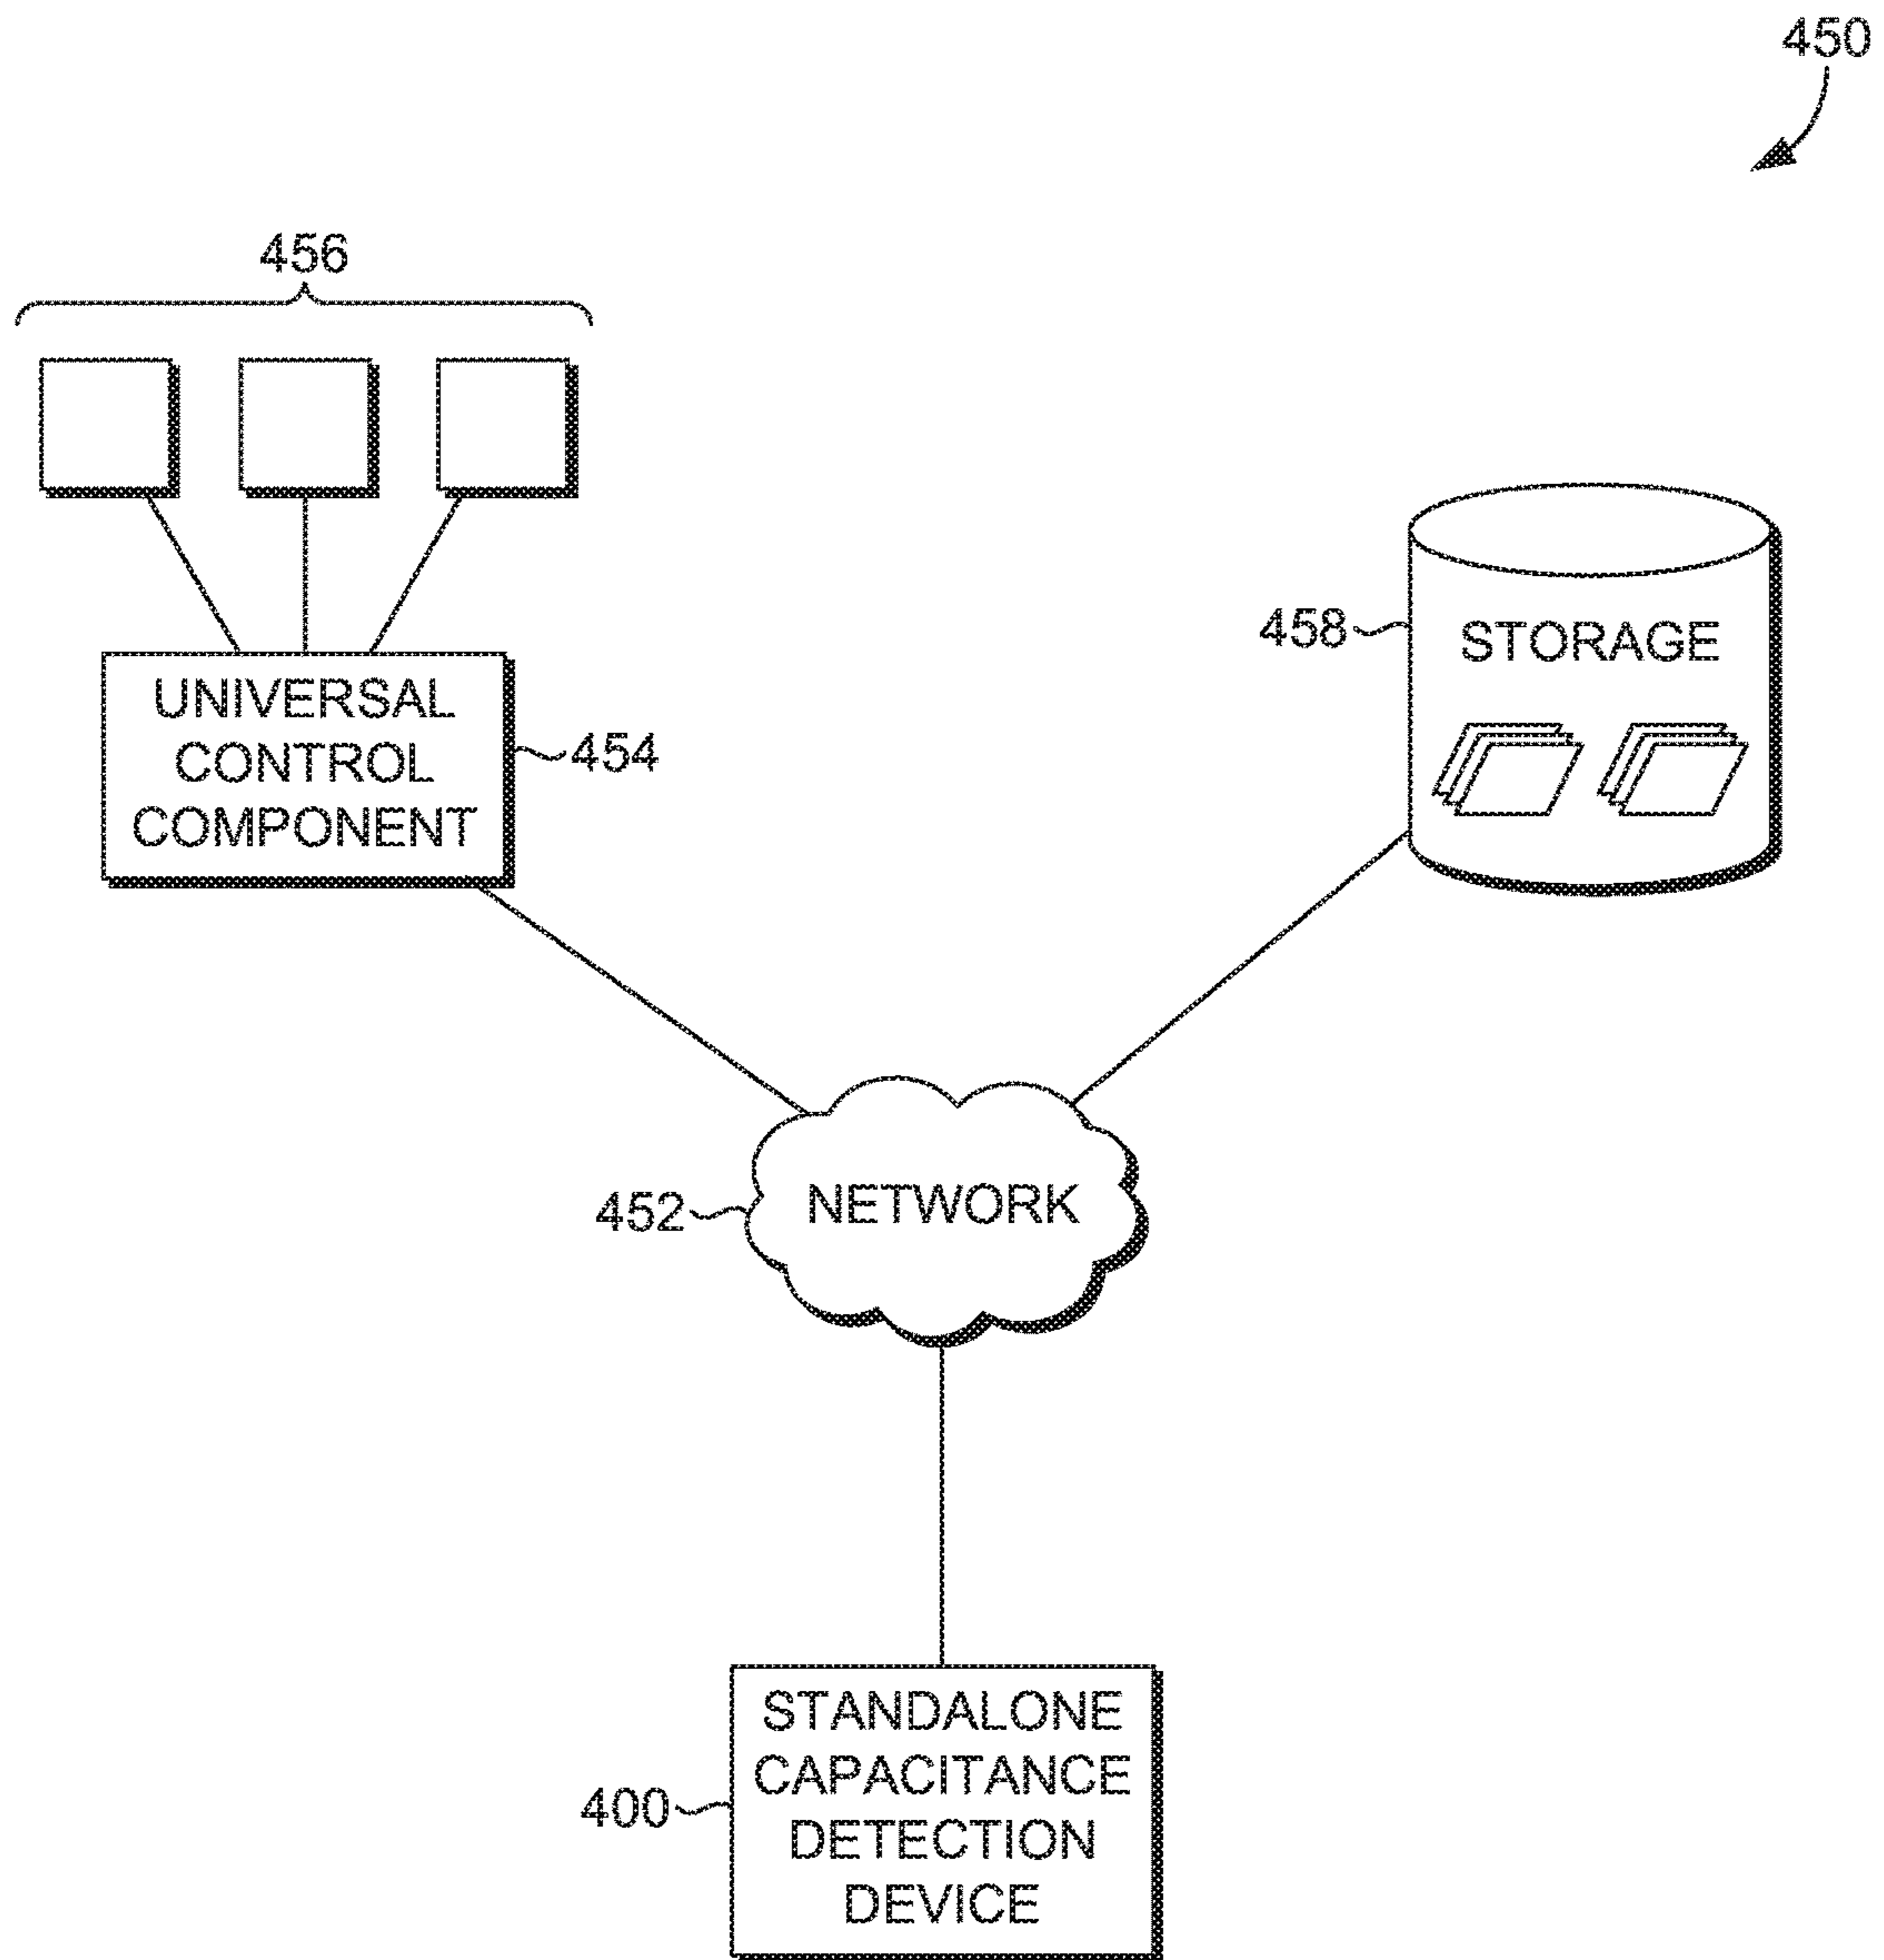 450
456
UNIVERSAL
CONTROL
COMPONENT
454
458
STORAGE
452
NETWORK
400
STANDALONE
CAPACITANCE
DETECTION
DEVICE